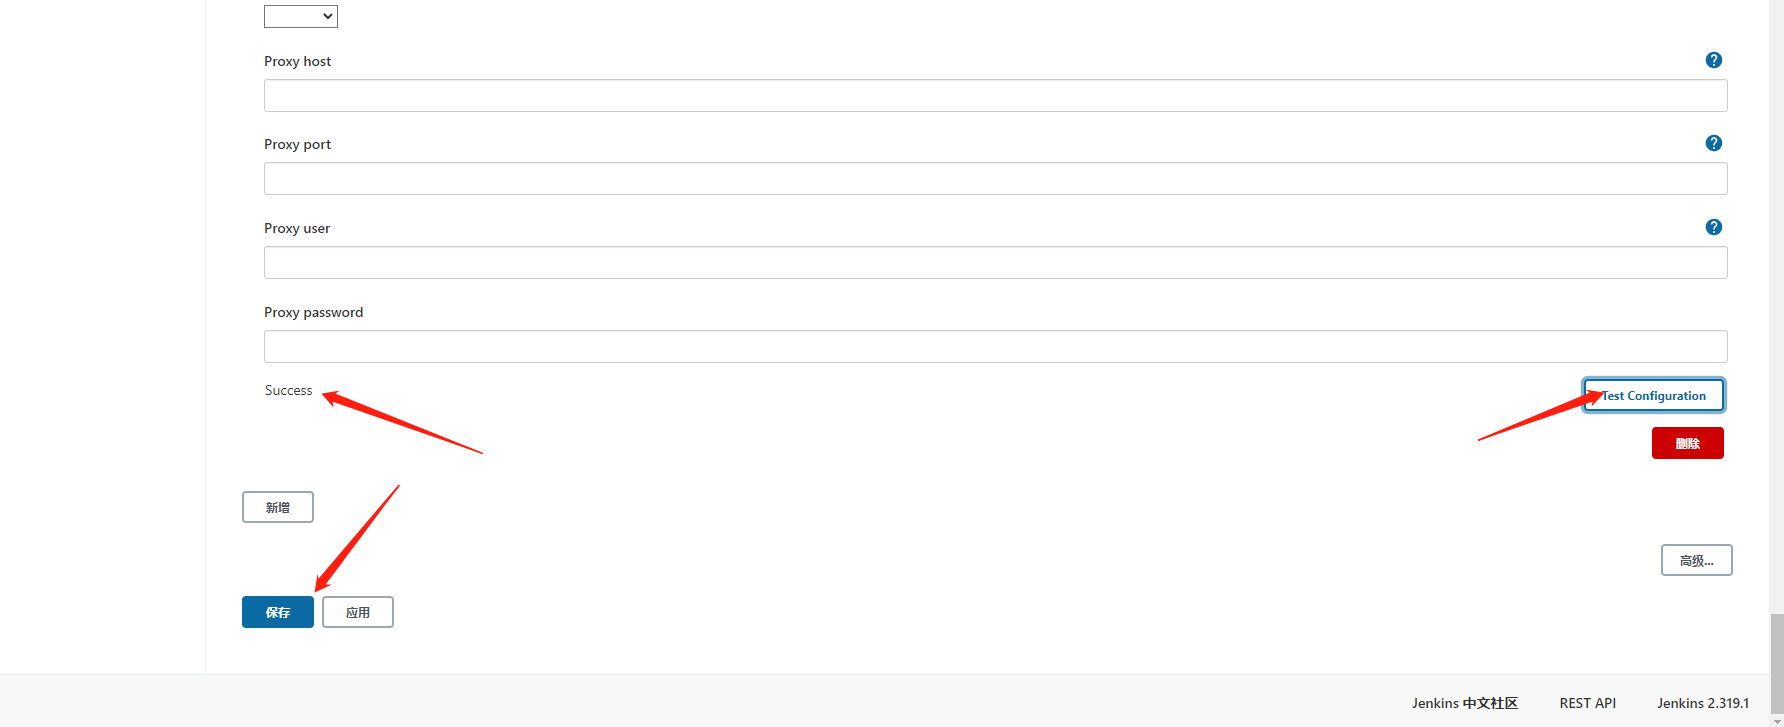 Proxy host
Proxy port
Proxy user
Proxy password
Success
Test Configuration
删除
新增
高级...
保存 应用
Jenkins 中文社区 REST API Jenkins 2.319.1